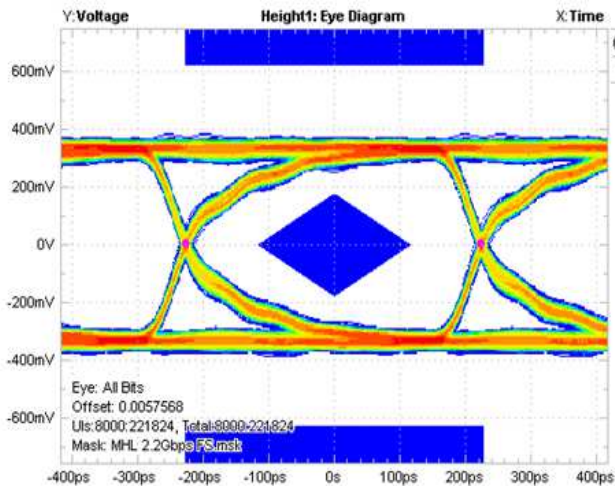 Y:Voltage Height1: Eye Diagram X:Time
600mV
400mV
200mV
0V
-200mV
-400mV
-600mV
Eye: All Bits
Offset: 0.0057568
UIs:8000:221824, Total:8000:221824
Mask: MHL 2.2Gbps FS.msk
-400ps -300ps -200ps -100ps 0s 100ps 200ps 300ps 400ps